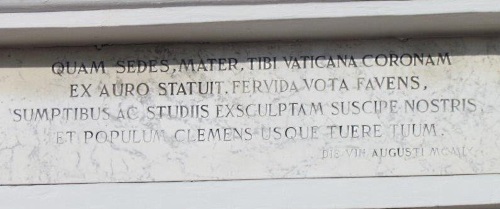 QUAM SEDES, MATER, TIBI VATICANA CORONAM
EX AURO STATUIT, FERVIDA VOTA FAVENS,
SUMPTIBUS AC STUDIIS EXSCULPTAM SUSCIPE NOSTRIS
ET POPULUM CLEMENS USQUE TUERE TUUM.
DIE VIII AUGUSTI